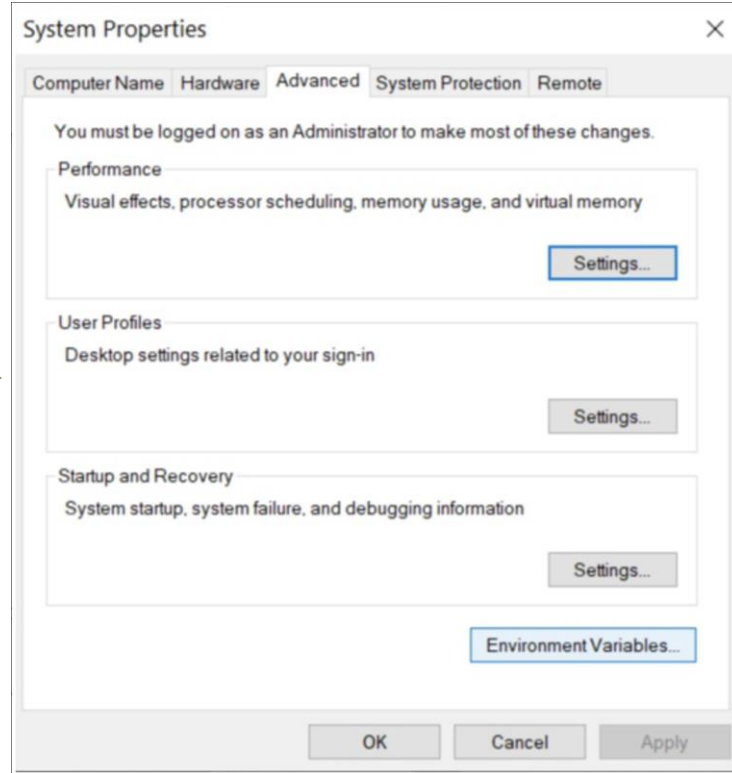 System Properties
Computer Name Hardware Advanced System Protection Remote
You must be logged on as an Administrator to make most of these changes.
Performance
Visual effects, processor scheduling, memory usage, and virtual memory
Settings...
User Profiles
Desktop settings related to your sign-in
Settings...
Startup and Recovery
System startup, system failure, and debugging information
Settings...
Environment Variables...
OK Cancel Apply